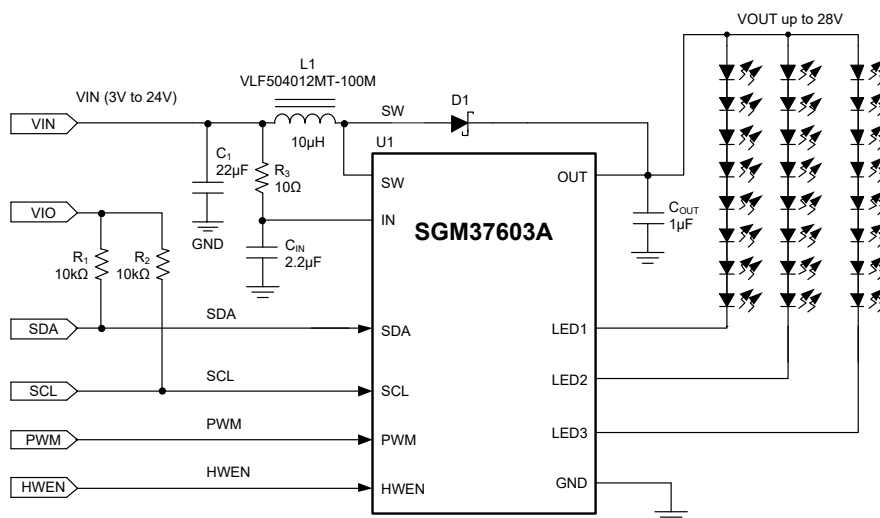 VOUT up to 28V
L1
VLF504012MT-100M
VIN (3V to 24V)
VIN
SW
D1
10µH
U1
C₁
22µF
R₃
10Ω
SW
OUT
GND
IN
SGM37603A
C_OUT
1µF
C_IN
2.2µF
VIO
R₁
10kΩ
R₂
10kΩ
SDA
SDA
SDA
LED1
SCL
SCL
SCL
LED2
PWM
PWM
PWM
LED3
HWEN
HWEN
HWEN
GND